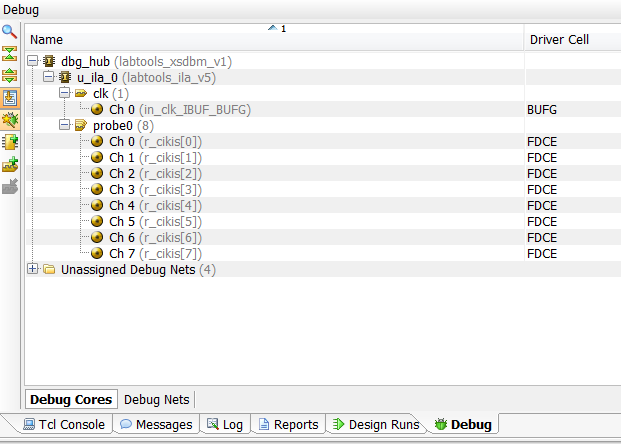 Debug
Name 1 Driver Cell
dbg_hub (labtools_xsdbm_v1)
u_ila_0 (labtools_ila_v5)
clk (1)
Ch 0 (in_clk_IBUF_BUFG) BUFG
probe0 (8)
Ch 0 (r_cikis[0]) FDCE
Ch 1 (r_cikis[1]) FDCE
Ch 2 (r_cikis[2]) FDCE
Ch 3 (r_cikis[3]) FDCE
Ch 4 (r_cikis[4]) FDCE
Ch 5 (r_cikis[5]) FDCE
Ch 6 (r_cikis[6]) FDCE
Ch 7 (r_cikis[7]) FDCE
Unassigned Debug Nets (4)
Debug Cores Debug Nets
Tcl Console Messages Log Reports Design Runs Debug